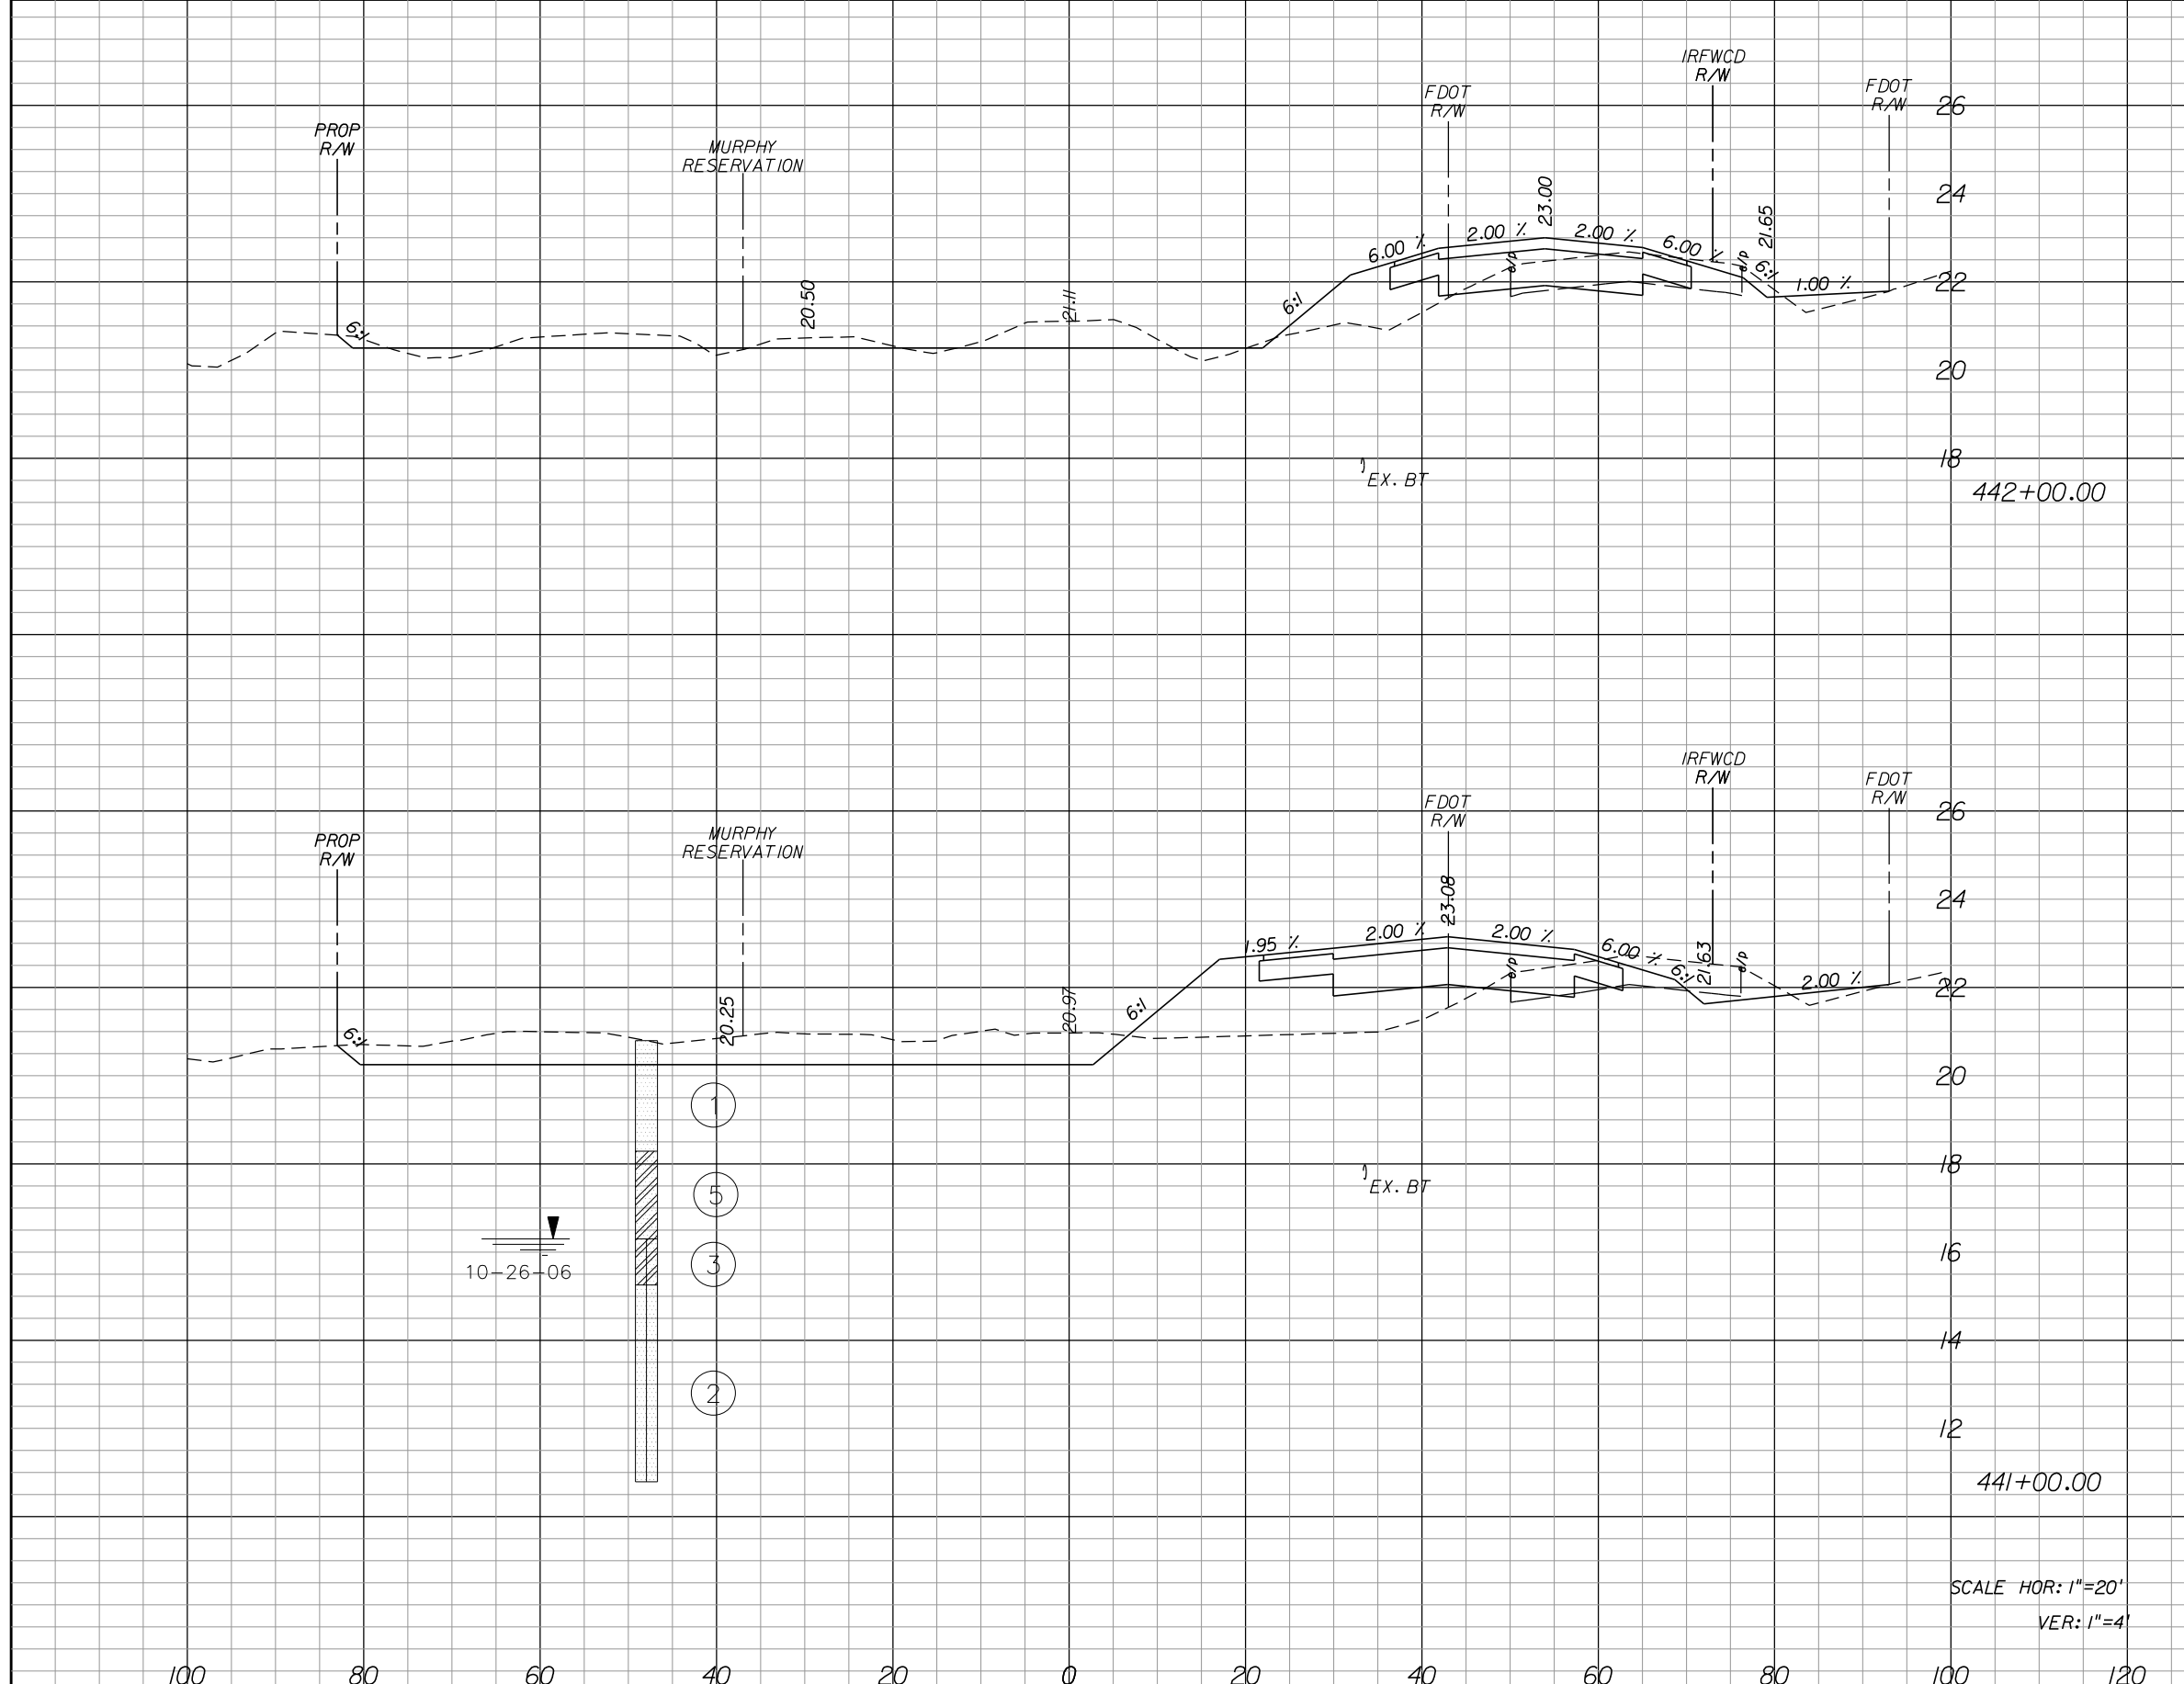 IRFWCD
R/W
FDOT
R/W
FDOT
R/W
26
PROP
R/W
MURPHY
RESERVATION
24
23.00
21.65
6.00 %
2.00 %
2.00 %
6.00 %
e/p
e/p
6:1
1.00 %
22
6:1
20.50
21.11
6:1
20
18
EX. BT
442+00.00
IRFWCD
R/W
FDOT
R/W
FDOT
R/W
26
PROP
R/W
MURPHY
RESERVATION
24
23.08
1.95 %
2.00 %
2.00 %
6.00 %
e/p
21.63
e/p
6:1
2.00 %
22
6:1
20.25
20.97
6:1
20
1
18
EX. BT
5
16
3
10-26-06
14
2
12
441+00.00
SCALE HOR: 1"=20'
VER: 1"=4'
100 80 60 40 20 0 20 40 60 80 100 120